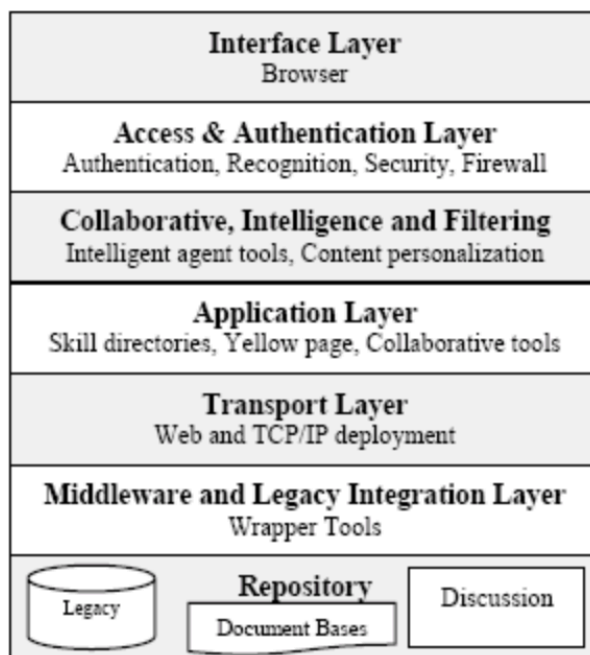 Interface Layer
Browser
Access & Authentication Layer
Authentication, Recognition, Security, Firewall
Collaborative, Intelligence and Filtering
Intelligent agent tools, Content personalization
Application Layer
Skill directories, Yellow page, Collaborative tools
Transport Layer
Web and TCP/IP deployment
Middleware and Legacy Integration Layer
Wrapper Tools
Repository
Legacy
Document Bases
Discussion